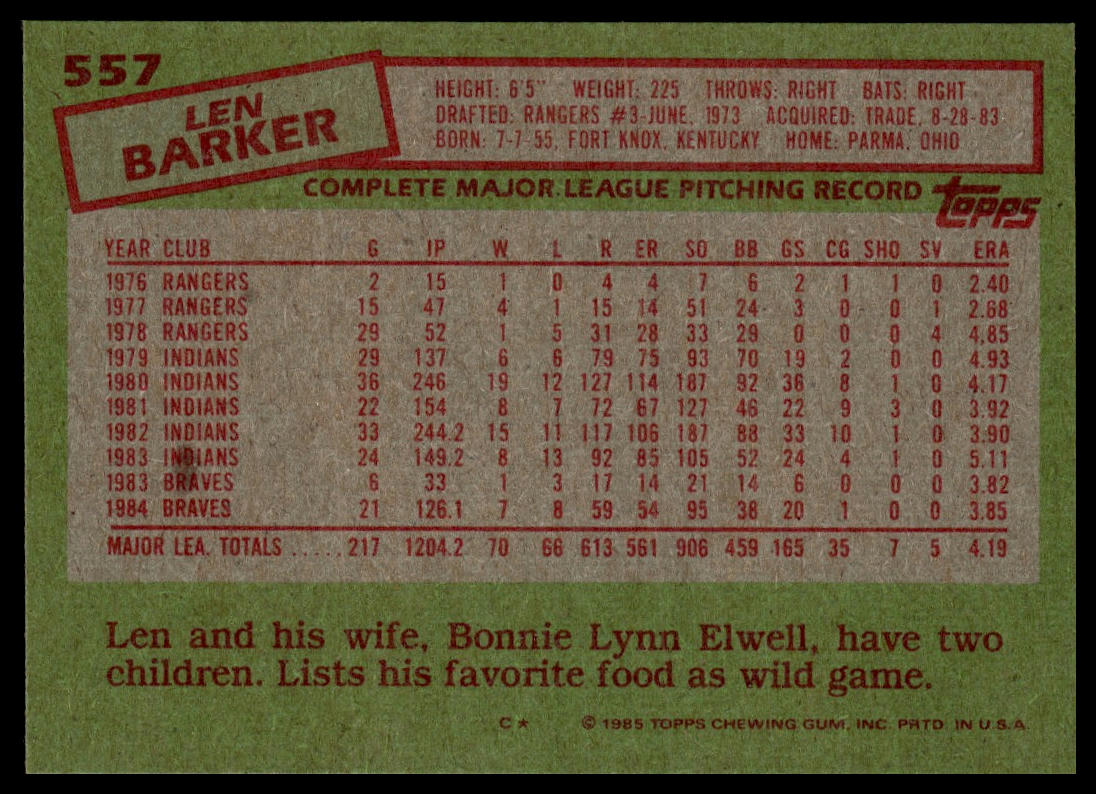 557
LEN
BARKER
HEIGHT: 6'5" WEIGHT: 225 THROWS: RIGHT BATS: RIGHT
DRAFTED: RANGERS #3-JUNE, 1973 ACQUIRED: TRADE, 8-28-83
BORN: 7-7-55, FORT KNOX, KENTUCKY HOME: PARMA, OHIO
COMPLETE MAJOR LEAGUE PITCHING RECORD
Topps
YEAR CLUB G IP W L R ER SO BB GS CG SHO SV ERA
1976 RANGERS 2 15 1 0 4 4 7 6 2 1 1 0 2.40
1977 RANGERS 15 47 4 1 15 14 51 24 3 0 0 1 2.68
1978 RANGERS 29 52 1 5 31 28 33 29 0 0 0 4 4.85
1979 INDIANS 29 137 6 6 79 75 93 70 19 2 0 0 4.93
1980 INDIANS 36 246 19 12 127 114 187 92 36 8 1 0 4.17
1981 INDIANS 22 154 8 7 72 67 127 46 22 9 3 0 3.92
1982 INDIANS 33 244.2 15 11 117 106 187 88 33 10 1 0 3.90
1983 INDIANS 24 149.2 8 13 92 85 105 52 24 4 1 0 5.11
1983 BRAVES 6 33 1 3 17 14 21 14 6 0 0 0 3.82
1984 BRAVES 21 126.1 7 8 59 54 95 38 20 1 0 0 3.85
MAJOR LEA. TOTALS ..... 217 1204.2 70 66 613 561 906 459 165 35 7 5 4.19
Len and his wife, Bonnie Lynn Elwell, have two
children. Lists his favorite food as wild game.
C★ © 1985 TOPPS CHEWING GUM, INC. PRTD. IN U.S.A.